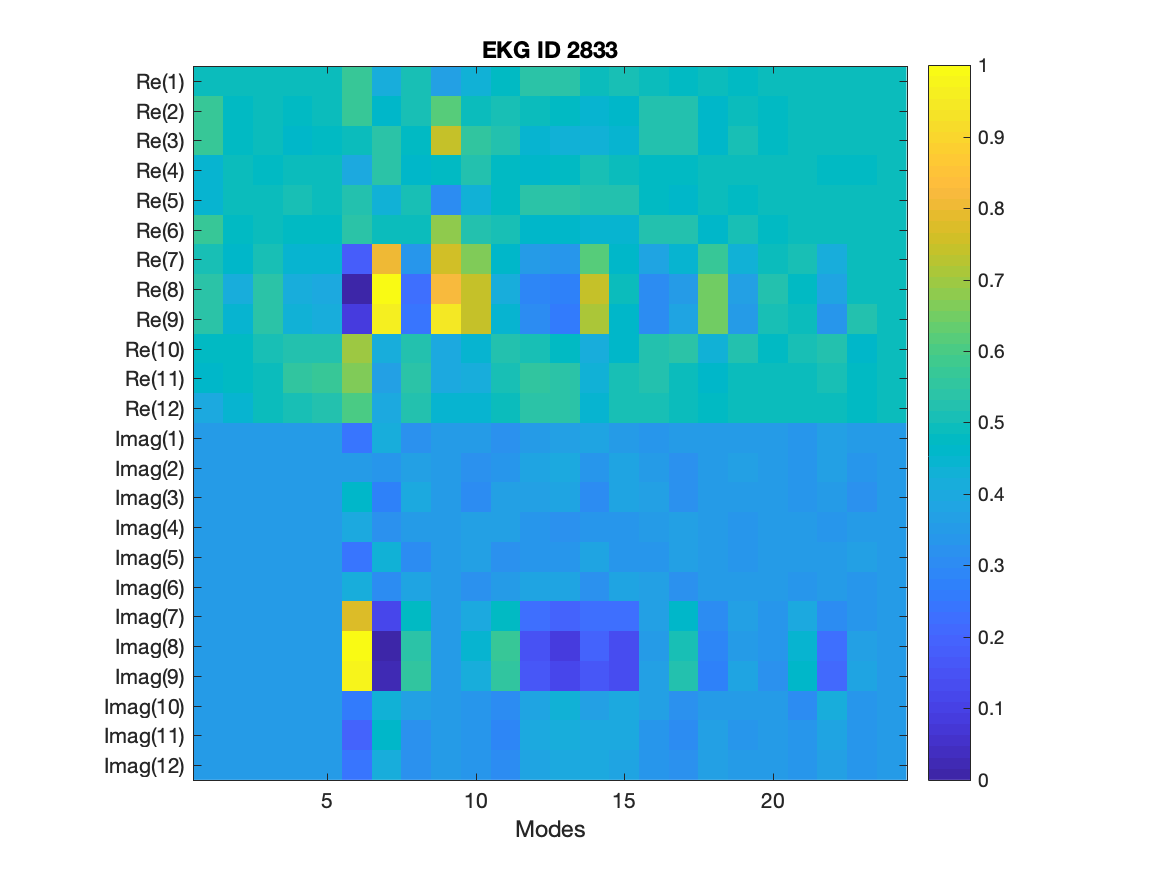 EKG ID 2833
Re(1)
Re(2)
Re(3)
Re(4)
Re(5)
Re(6)
Re(7)
Re(8)
Re(9)
Re(10)
Re(11)
Re(12)
Imag(1)
Imag(2)
Imag(3)
Imag(4)
Imag(5)
Imag(6)
Imag(7)
Imag(8)
Imag(9)
Imag(10)
Imag(11)
Imag(12)
5 10 15 20
Modes
1
0.9
0.8
0.7
0.6
0.5
0.4
0.3
0.2
0.1
0